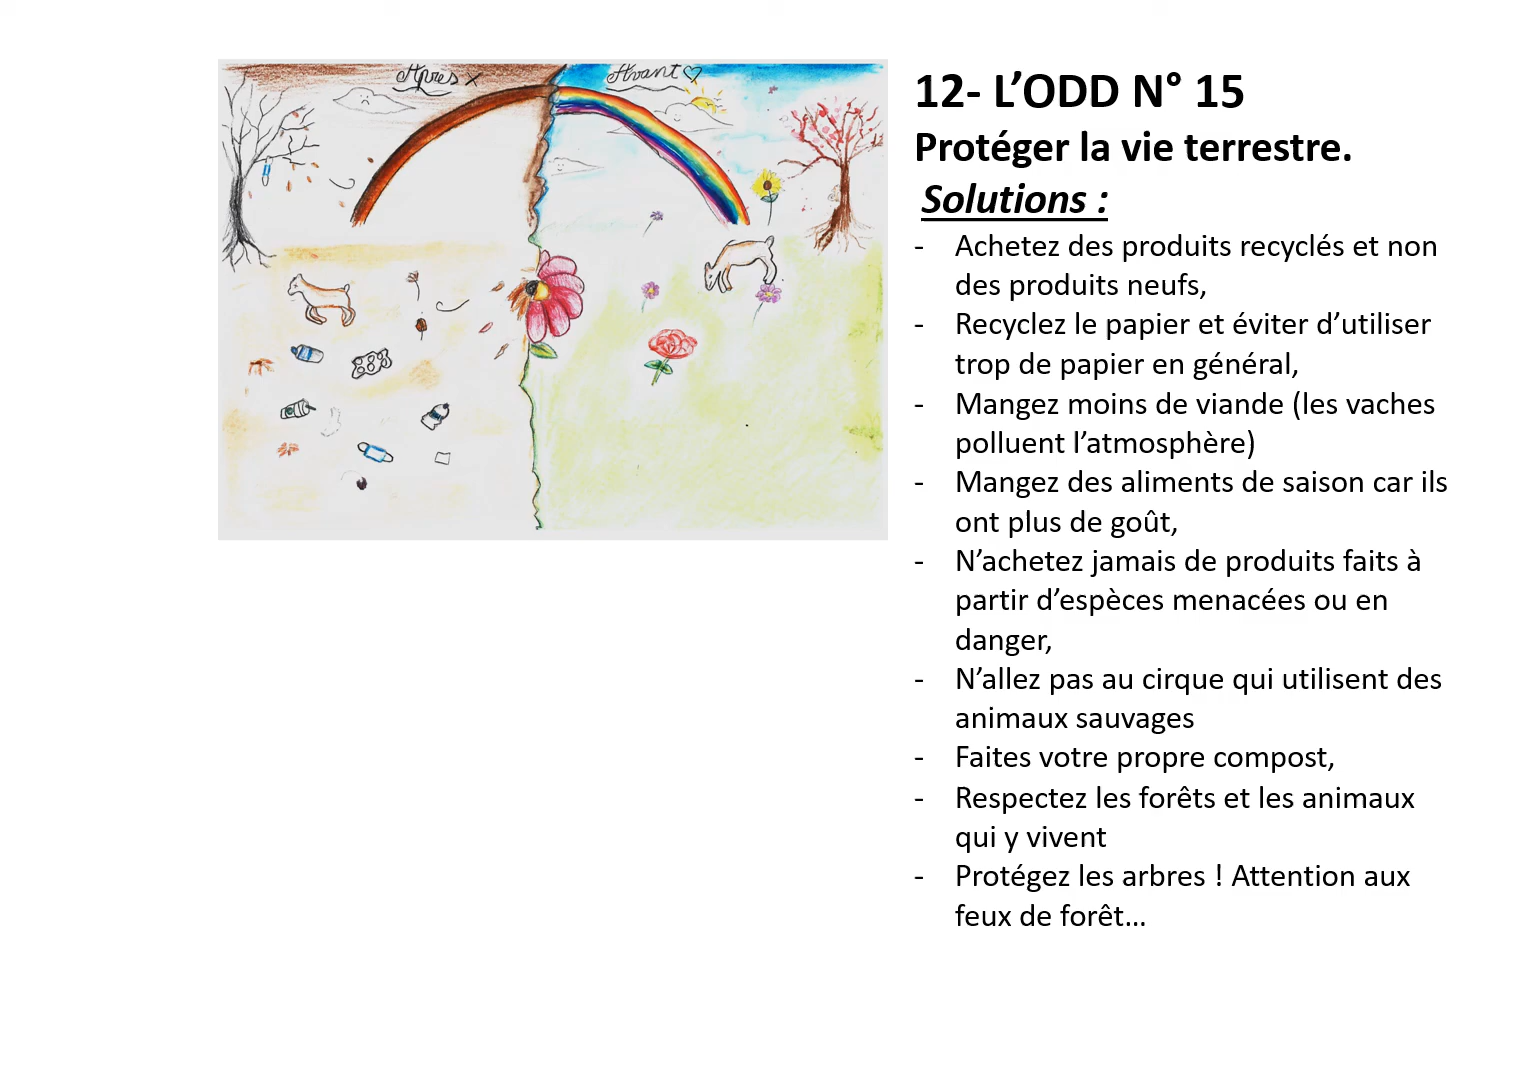 Après x
Avant
12- L’ODD N° 15
Protéger la vie terrestre.
Solutions :
- Achetez des produits recyclés et non
des produits neufs,
- Recyclez le papier et éviter d’utiliser
trop de papier en général,
- Mangez moins de viande (les vaches
polluent l’atmosphère)
- Mangez des aliments de saison car ils
ont plus de goût,
- N’achetez jamais de produits faits à
partir d’espèces menacées ou en
danger,
- N’allez pas au cirque qui utilisent des
animaux sauvages
- Faites votre propre compost,
- Respectez les forêts et les animaux
qui y vivent
- Protégez les arbres ! Attention aux
feux de forêt…